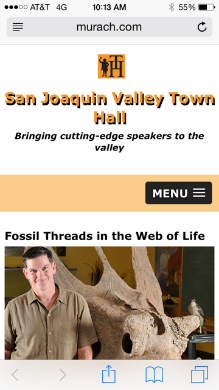 AT&T 4G 10:13 AM 55%
murach.com
TH
San Joaquin Valley Town
Hall
Bringing cutting-edge speakers to the
valley
MENU
Fossil Threads in the Web of Life